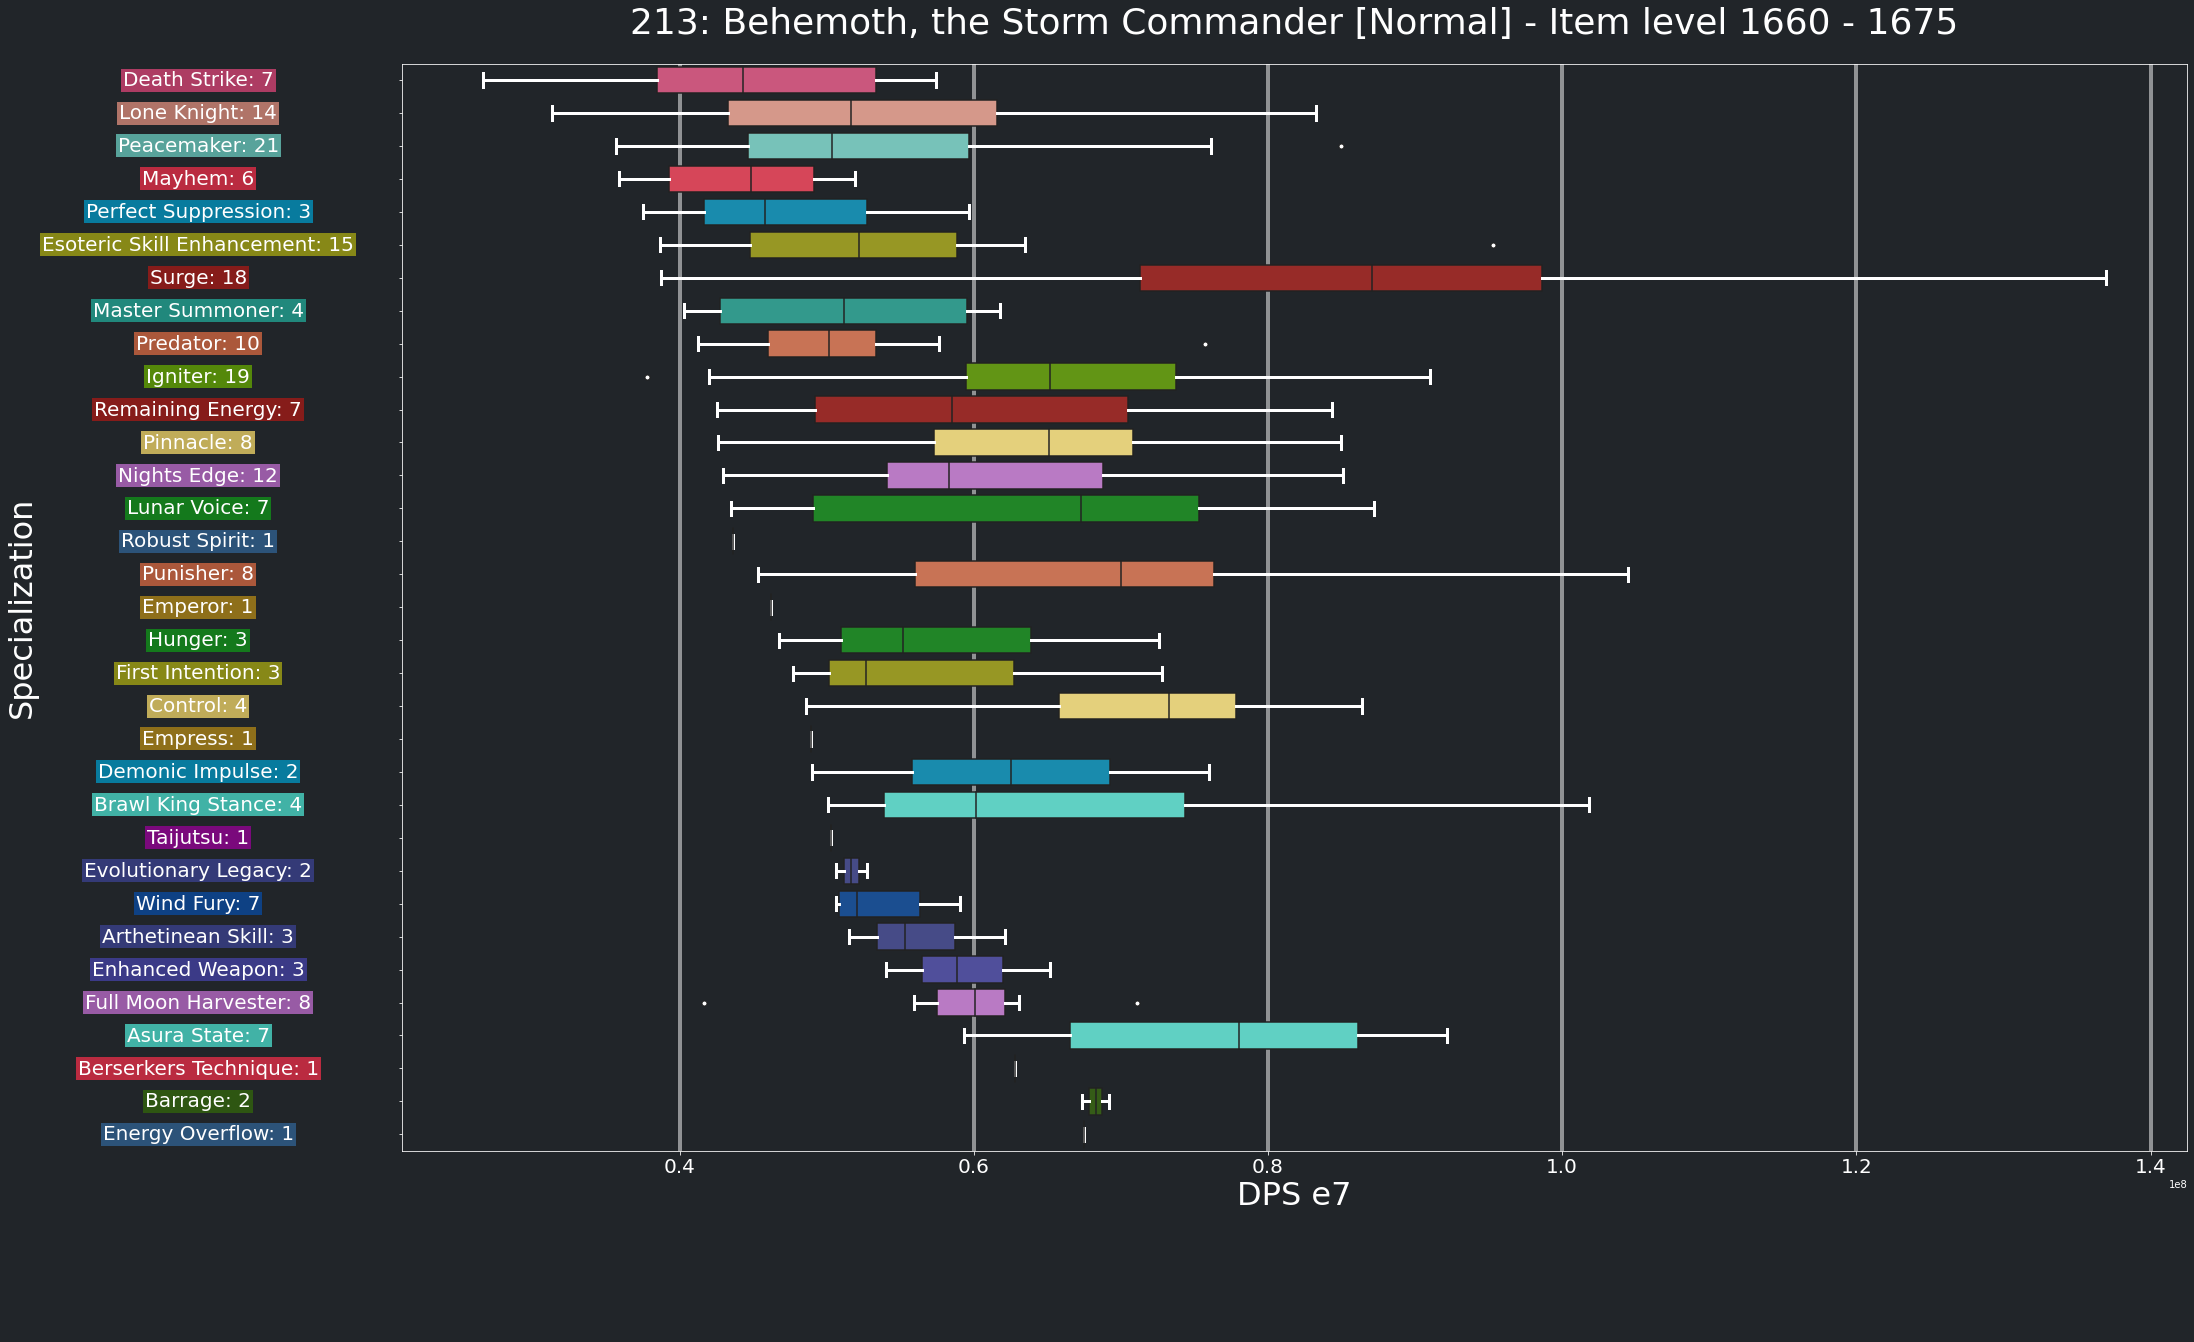 213: Behemoth, the Storm Commander [Normal] - Item level 1660 - 1675
Specialization
Death Strike: 7
Lone Knight: 14
Peacemaker: 21
Mayhem: 6
Perfect Suppression: 3
Esoteric Skill Enhancement: 15
Surge: 18
Master Summoner: 4
Predator: 10
Igniter: 19
Remaining Energy: 7
Pinnacle: 8
Nights Edge: 12
Lunar Voice: 7
Robust Spirit: 1
Punisher: 8
Emperor: 1
Hunger: 3
First Intention: 3
Control: 4
Empress: 1
Demonic Impulse: 2
Brawl King Stance: 4
Taijutsu: 1
Evolutionary Legacy: 2
Wind Fury: 7
Arthetinean Skill: 3
Enhanced Weapon: 3
Full Moon Harvester: 8
Asura State: 7
Berserkers Technique: 1
Barrage: 2
Energy Overflow: 1
0.4 0.6 0.8 1.0 1.2 1.4
1e8
DPS e7